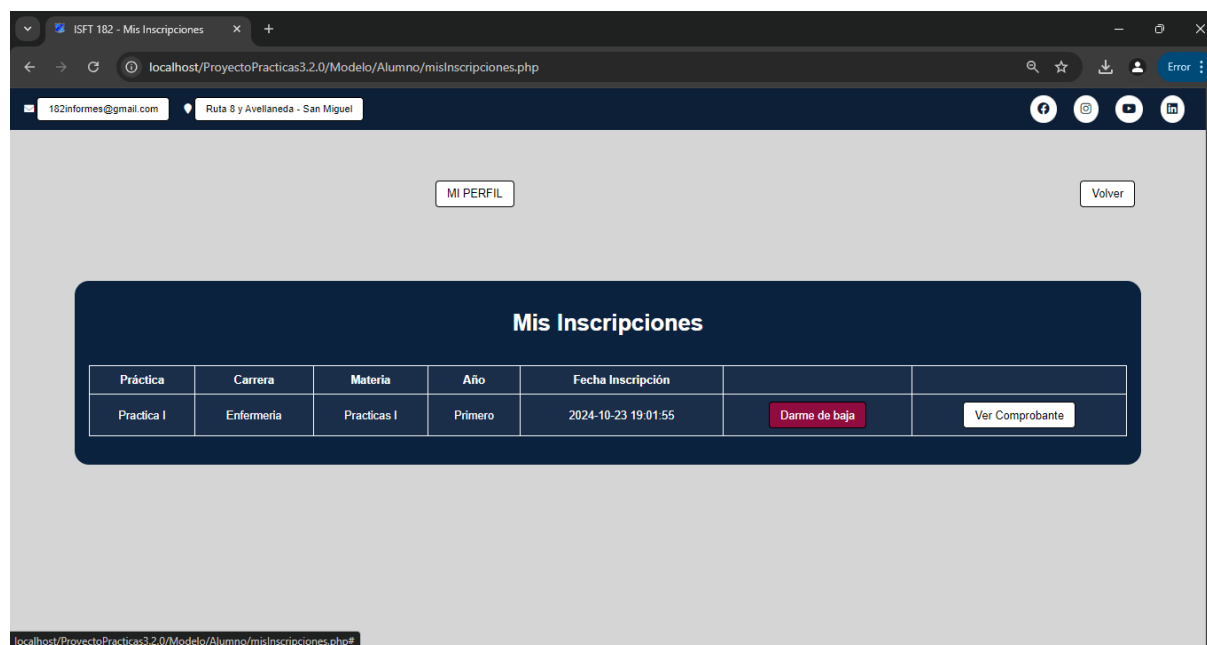 ISFT 182 - Mis Inscripciones
localhost/ProyectoPracticas3.2.0/Modelo/Alumno/misInscripciones.php
Error
182informes@gmail.com Ruta 8 y Avellaneda - San Miguel
MI PERFIL Volver
Mis Inscripciones
Práctica Carrera Materia Año Fecha Inscripción
Practica I Enfermeria Practicas I Primero 2024-10-23 19:01:55 Darme de baja Ver Comprobante
localhost/ProyectoPracticas3.2.0/Modelo/Alumno/misInscripciones.php#